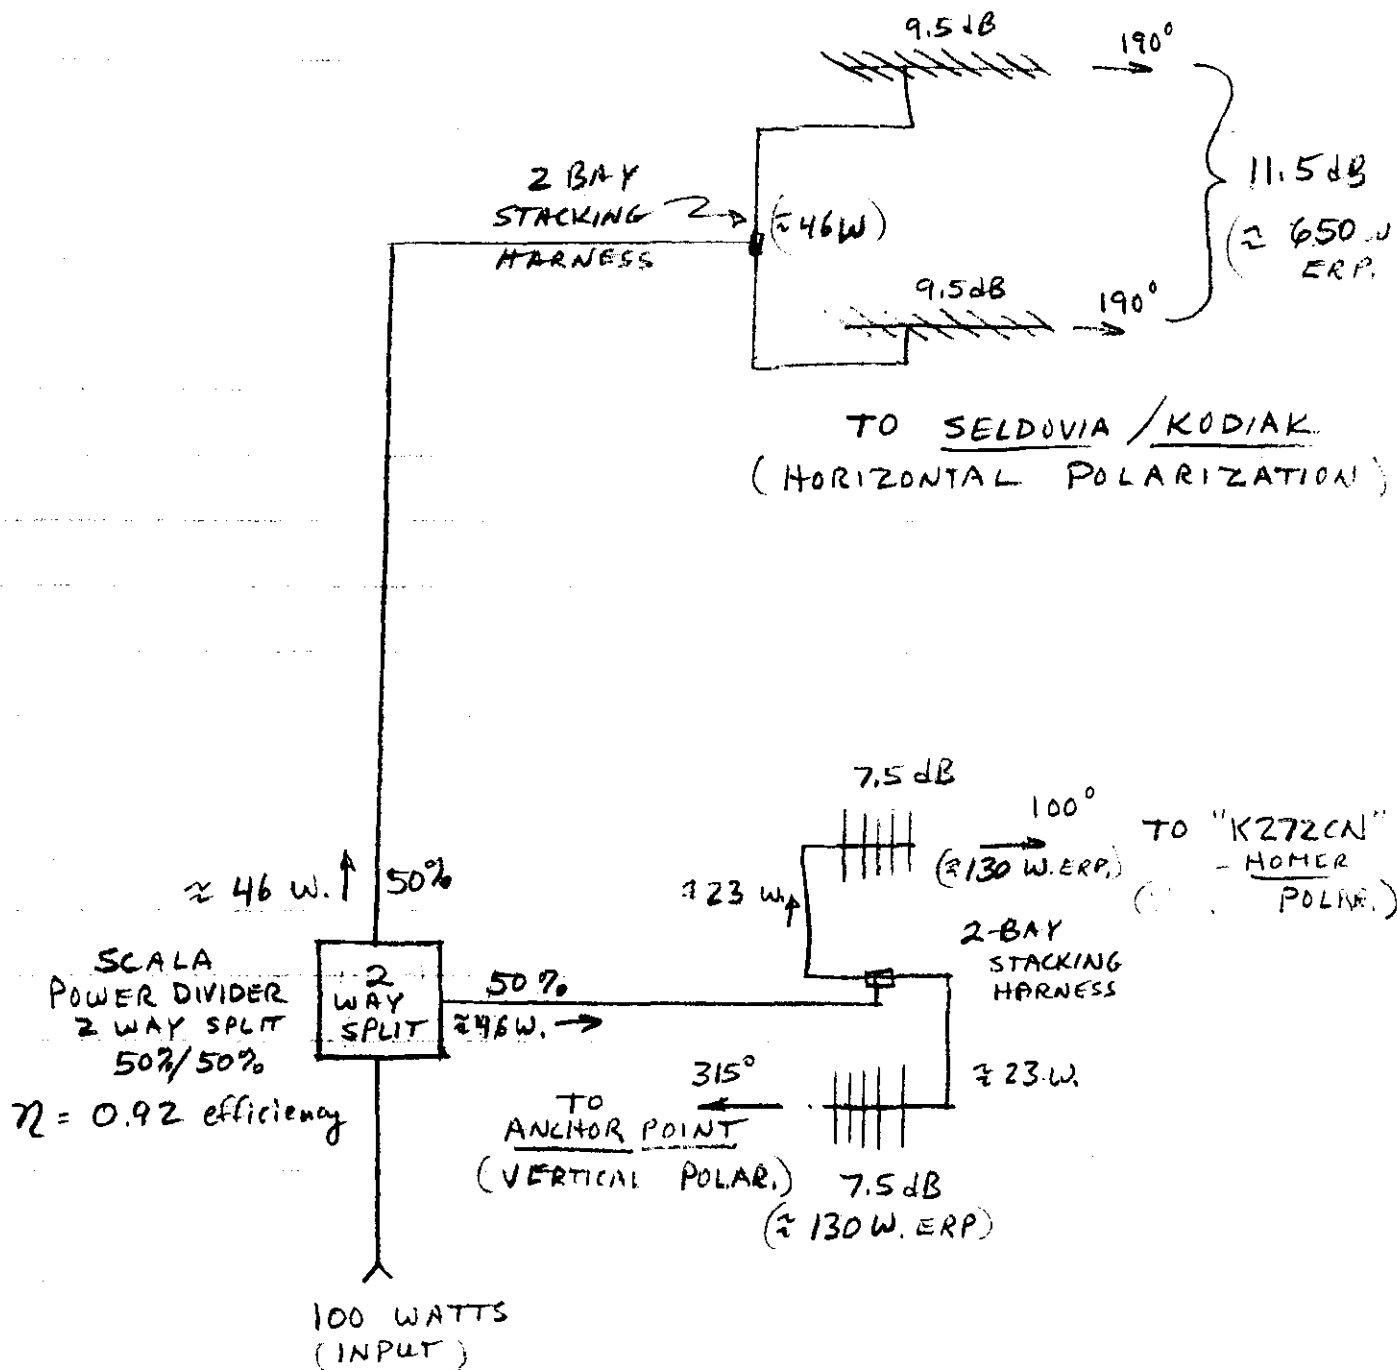 9.5 dB
190°
2 BAY
STACKING
HARNESS
(≈ 46W)
11.5 dB
(≈ 650 W
ERP.
9.5 dB
190°
TO SELDOVIA / KODIAK
(HORIZONTAL POLARIZATION)
7.5 dB
100°
(≈ 130 W. ERP.)
TO "K272CN"
- HOMER
POLAR.)
≈ 46 W.
50%
≈ 23 W.
2-BAY
STACKING
HARNESS
SCALA
POWER DIVIDER
2 WAY SPLIT
50%/50%
η = 0.92 efficiency
2
WAY
SPLIT
50%
≈ 46 W.
315°
≈ 23 W.
TO
ANCHOR POINT
(VERTICAL POLAR.)
7.5 dB
(≈ 130 W. ERP)
100 WATTS
(INPUT)